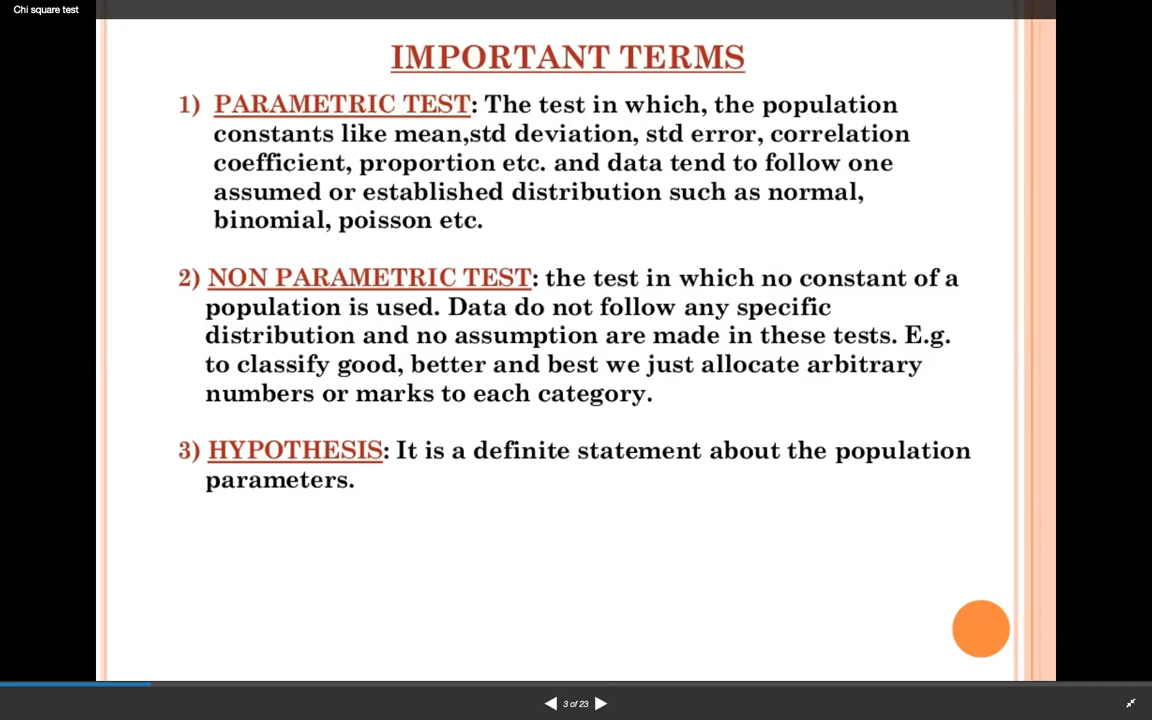 Chi square test
IMPORTANT TERMS
1) PARAMETRIC TEST: The test in which, the population
constants like mean,std deviation, std error, correlation
coefficient, proportion etc. and data tend to follow one
assumed or established distribution such as normal,
binomial, poisson etc.
2) NON PARAMETRIC TEST: the test in which no constant of a
population is used. Data do not follow any specific
distribution and no assumption are made in these tests. E.g.
to classify good, better and best we just allocate arbitrary
numbers or marks to each category.
3) HYPOTHESIS: It is a definite statement about the population
parameters.
3 of 23